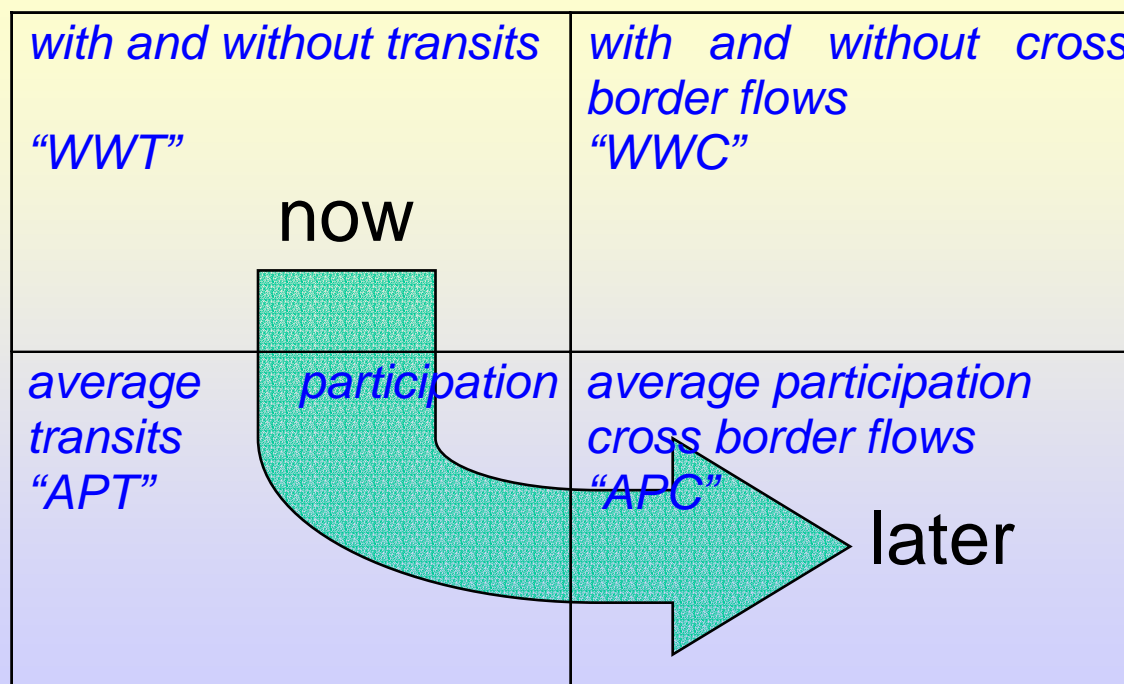 with and without transits
“WWT”
with and without cross
border flows
“WWC”
now
average participation
transits
“APT”
average participation
cross border flows
“APC”
later